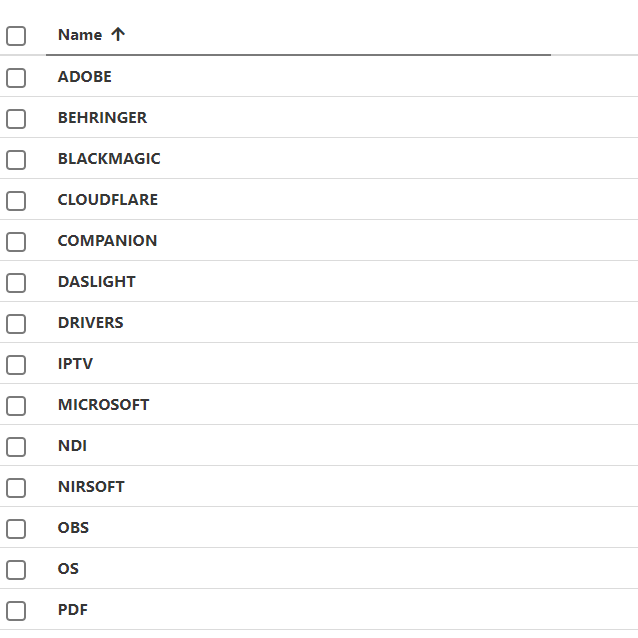 Name
ADOBE
BEHRINGER
BLACKMAGIC
CLOUDFLARE
COMPANION
DASLIGHT
DRIVERS
IPTV
MICROSOFT
NDI
NIRSOFT
OBS
OS
PDF